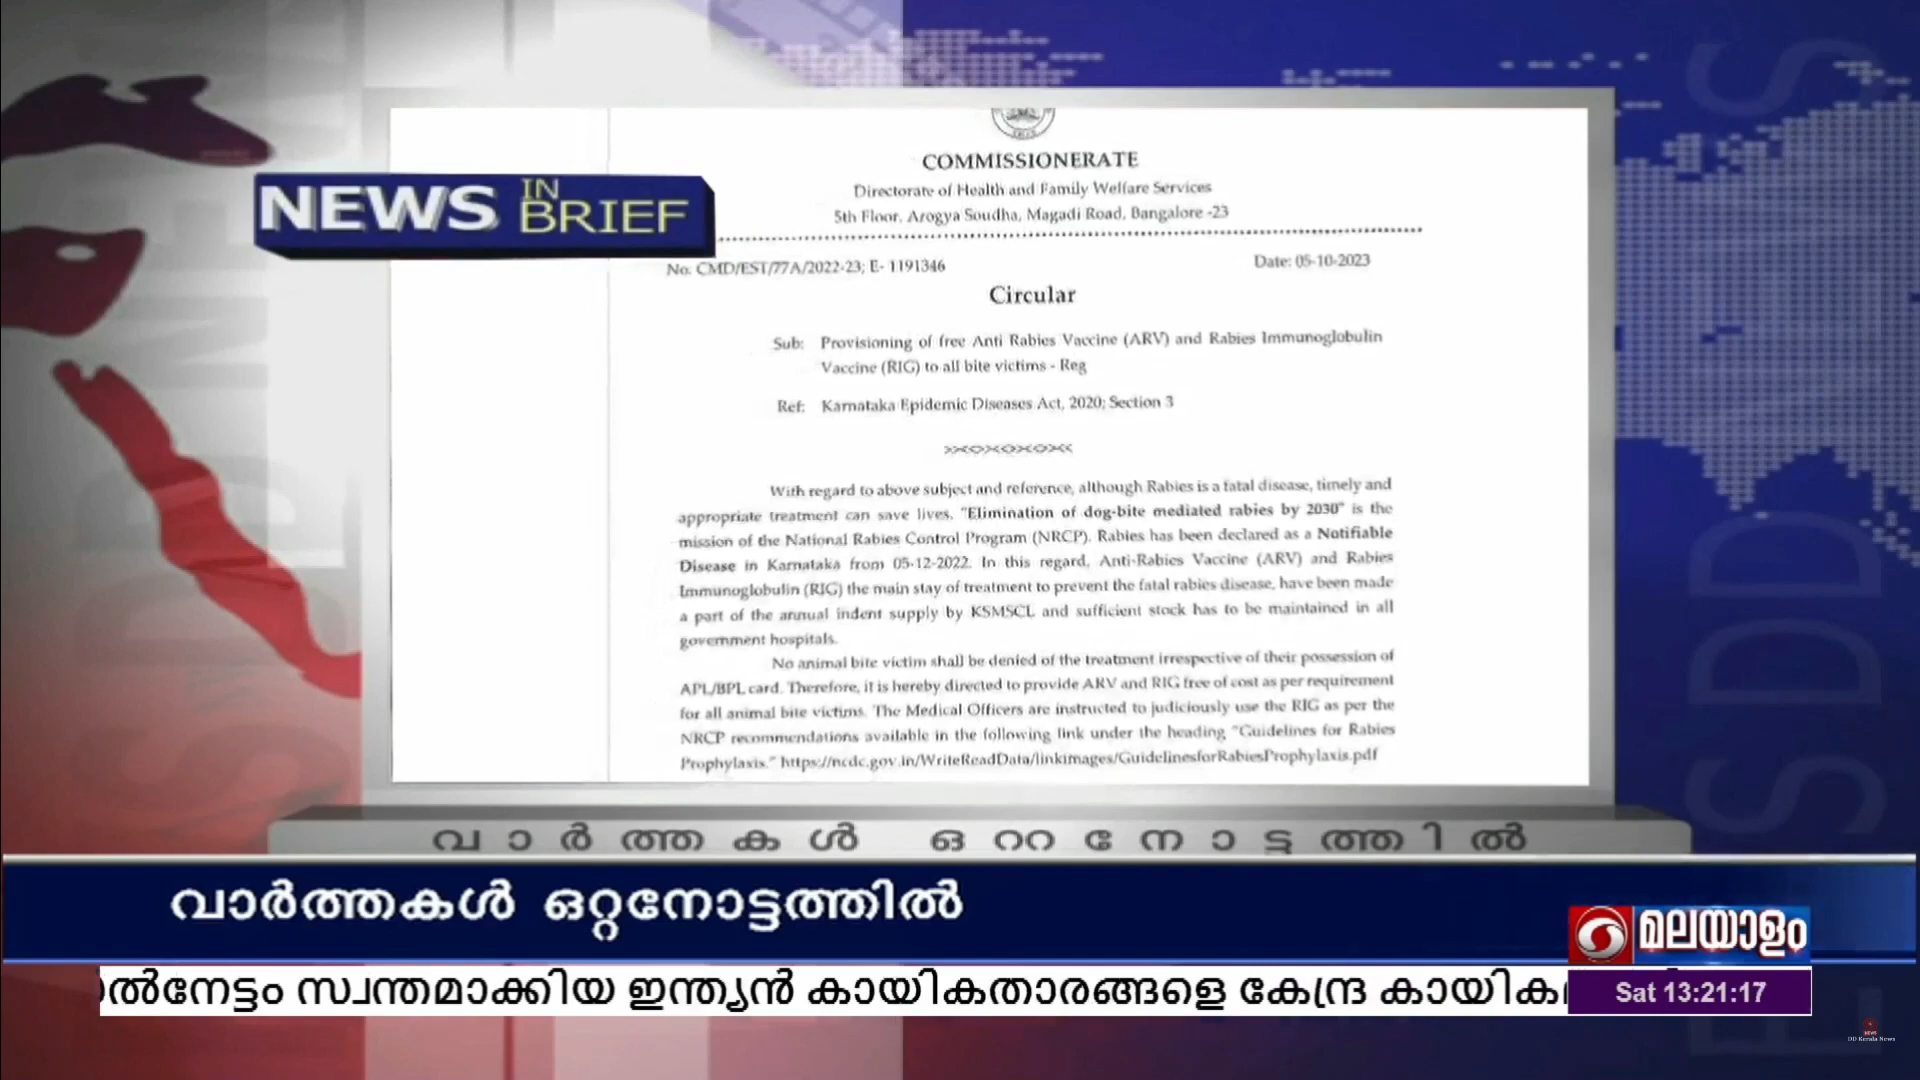 COMMISSIONERATE
Directorate of Health and Family Welfare Services
5th Floor, Arogya Soudha, Magadi Road, Bangalore -23
NEWS IN BRIEF
No: CMD/EST/77A/2022-23; E- 1191346
Date: 05-10-2023
Circular
Sub: Provisioning of free Anti Rabies Vaccine (ARV) and Rabies Immunoglobulin
Vaccine (RIG) to all bite victims - Reg
Ref: Karnataka Epidemic Diseases Act, 2020; Section 3
With regard to above subject and reference, although Rabies is a fatal disease, timely and
appropriate treatment can save lives. "Elimination of dog-bite mediated rabies by 2030" is the
mission of the National Rabies Control Program (NRCP). Rabies has been declared as a Notifiable
Disease in Karnataka from 05-12-2022. In this regard, Anti-Rabies Vaccine (ARV) and Rabies
Immunoglobulin (RIG) the main stay of treatment to prevent the fatal rabies disease, have been made
a part of the annual indent supply by KSMSCL and sufficient stock has to be maintained in all
government hospitals.
No animal bite victim shall be denied of the treatment irrespective of their possession of
APL/BPL card. Therefore, it is hereby directed to provide ARV and RIG free of cost as per requirement
for all animal bite victims. The Medical Officers are instructed to judiciously use the RIG as per the
NRCP recommendations available in the following link under the heading "Guidelines for Rabies
Prophylaxis." https://ncdc.gov.in/WriteReadData/linkimages/GuidelinesforRabiesProphylaxis.pdf
വാർത്തകൾ ഒറ്റനോട്ടത്തിൽ
വാർത്തകൾ ഒറ്റനോട്ടത്തിൽ
മലയാളം
ൽനേട്ടം സ്വന്തമാക്കിയ ഇന്ത്യൻ കായികതാരങ്ങളെ കേന്ദ്ര കായിക
Sat 13:21:17
NEWS
DD Kerala News